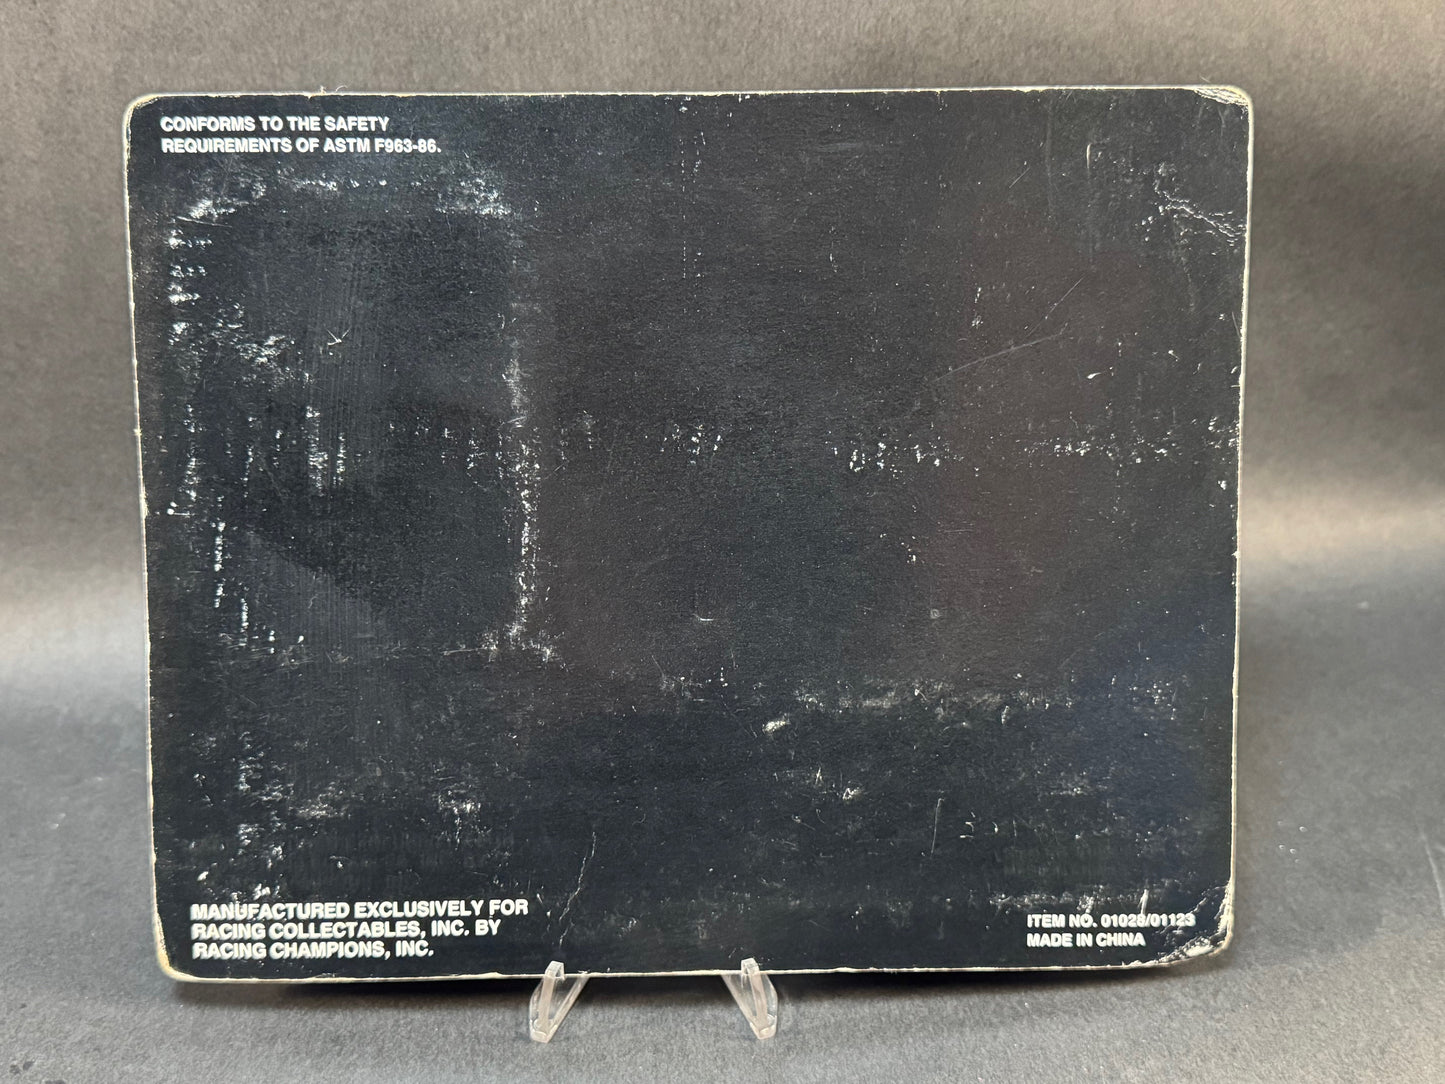 CONFORMS TO THE SAFETY
REQUIREMENTS OF ASTM F963-86.
MANUFACTURED EXCLUSIVELY FOR
RACING COLLECTABLES, INC. BY
RACING CHAMPIONS, INC.
ITEM NO. 01028/01123
MADE IN CHINA